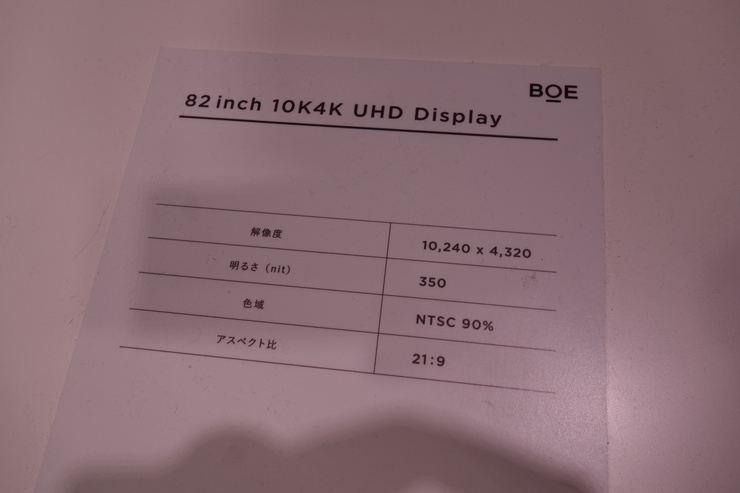 BOE
82 inch 10K4K UHD Display
解像度 10,240 x 4,320
明るさ（nit） 350
色域 NTSC 90%
アスペクト比 21:9